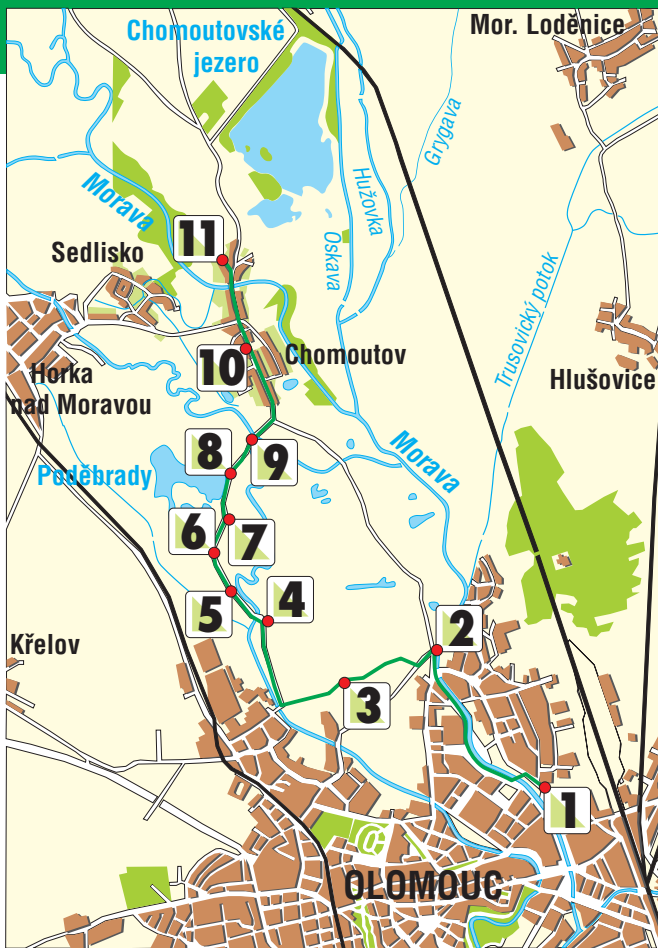 Chomoutovské
jezero
Mor. Loděnice
Grygava
Hužovka
Oskava
Morava
Trusovický potok
11
Sedlisko
10
Chomoutov
Horka
nad Moravou
Hlušovice
Morava
8
9
Poděbrady
6
7
5
4
2
Křelov
3
1
OLOMOUC